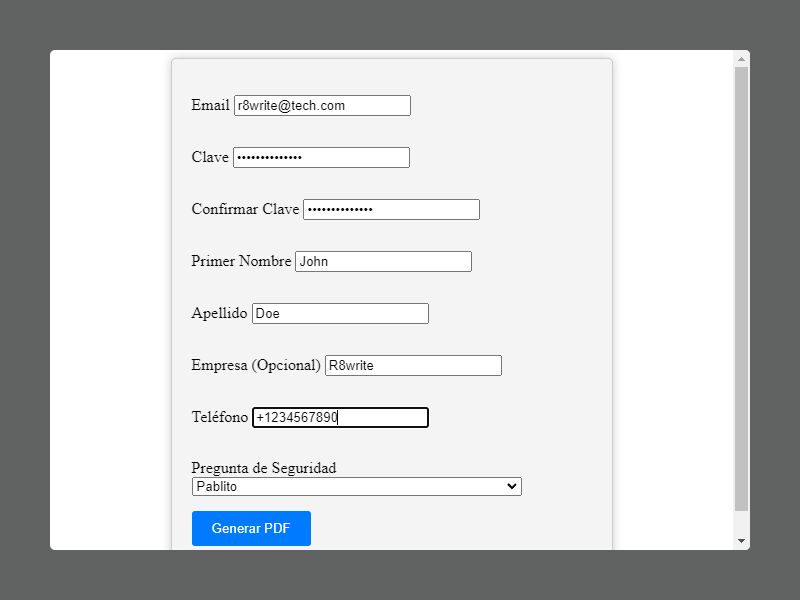 Email r8write@tech.com
Clave ••••••••••••••
Confirmar Clave ••••••••••••••
Primer Nombre John
Apellido Doe
Empresa (Opcional) R8write
Teléfono +1234567890
Pregunta de Seguridad
Pablito
Generar PDF